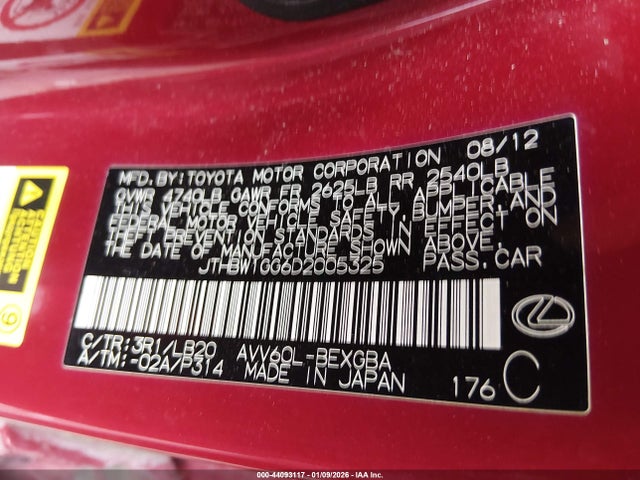 MFD.BY:TOYOTA MOTOR CORPORATION 08/12
GVWR 4740LB GAWR FR 2625LB RR 2540LB
THIS VEHICLE CONFORMS TO ALL APPLICABLE
FEDERAL MOTOR VEHICLE SAFETY, BUMPER, AND
THEFT PREVENTION STANDARDS IN EFFECT ON
THE DATE OF MANUFACTURE SHOWN ABOVE.
JTHBW1GG6D2005325 PASS.CAR
C/TR:3R1/LB20 AVV60L-BEXGBA
A/TM:-02A/P314 MADE IN JAPAN 176 C
000-44093117 | 01/09/2026 | IAA Inc.